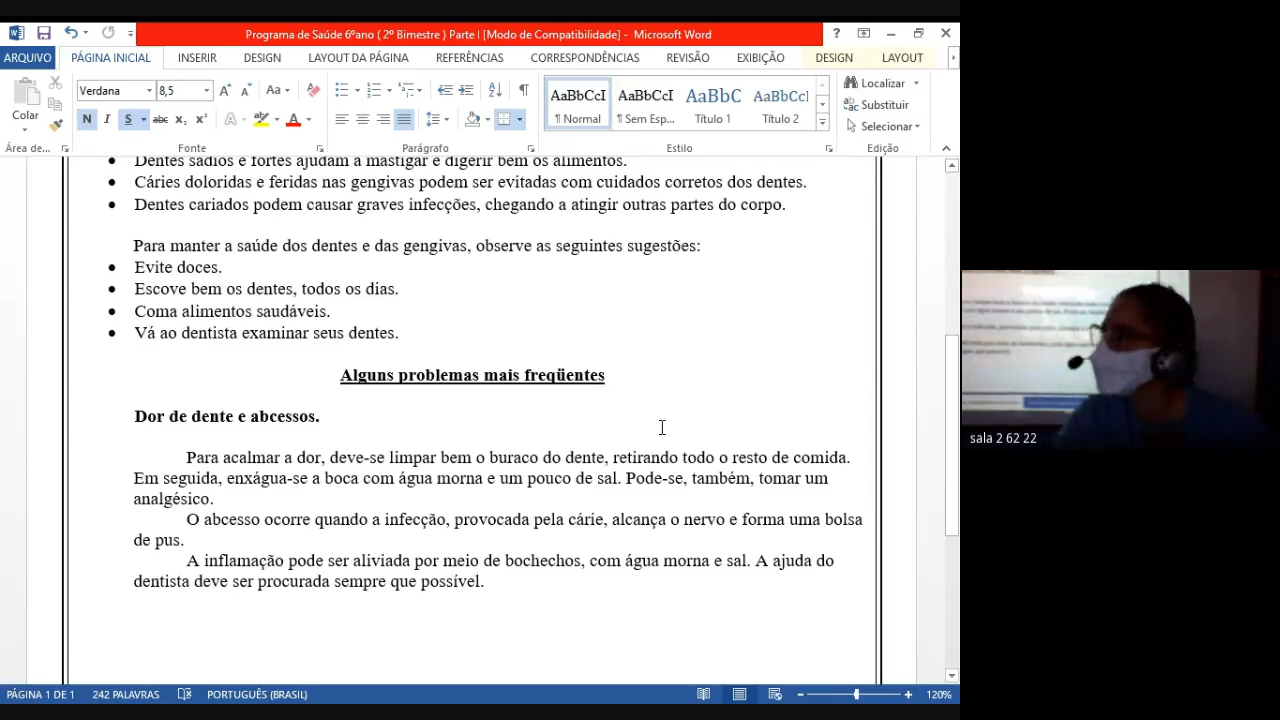 Programa de Saúde 6ºano ( 2º Bimestre ) Parte I [Modo de Compatibilidade] - Microsoft Word
ARQUIVO PÁGINA INICIAL INSERIR DESIGN LAYOUT DA PÁGINA REFERÊNCIAS CORRESPONDÊNCIAS REVISÃO EXIBIÇÃO DESIGN LAYOUT
Colar
Verdana 8,5
Aa
N I S abc x₂ x² A A
AaBbCcI AaBbCcI AaBbC AaBbCcl
¶ Normal ¶ Sem Esp... Título 1 Título 2
Localizar
Substituir
Selecionar
Área de... Fonte Parágrafo Estilo Edição
Dentes sadios e fortes ajudam a mastigar e digerir bem os alimentos.
• Cáries doloridas e feridas nas gengivas podem ser evitadas com cuidados corretos dos dentes.
• Dentes cariados podem causar graves infecções, chegando a atingir outras partes do corpo.
Para manter a saúde dos dentes e das gengivas, observe as seguintes sugestões:
• Evite doces.
• Escove bem os dentes, todos os dias.
• Coma alimentos saudáveis.
• Vá ao dentista examinar seus dentes.
Alguns problemas mais freqüentes
Dor de dente e abcessos.
Para acalmar a dor, deve-se limpar bem o buraco do dente, retirando todo o resto de comida.
Em seguida, enxágua-se a boca com água morna e um pouco de sal. Pode-se, também, tomar um
analgésico.
O abcesso ocorre quando a infecção, provocada pela cárie, alcança o nervo e forma uma bolsa
de pus.
A inflamação pode ser aliviada por meio de bochechos, com água morna e sal. A ajuda do
dentista deve ser procurada sempre que possível.
sala 2 62 22
PÁGINA 1 DE 1 242 PALAVRAS PORTUGUÊS (BRASIL) 120%